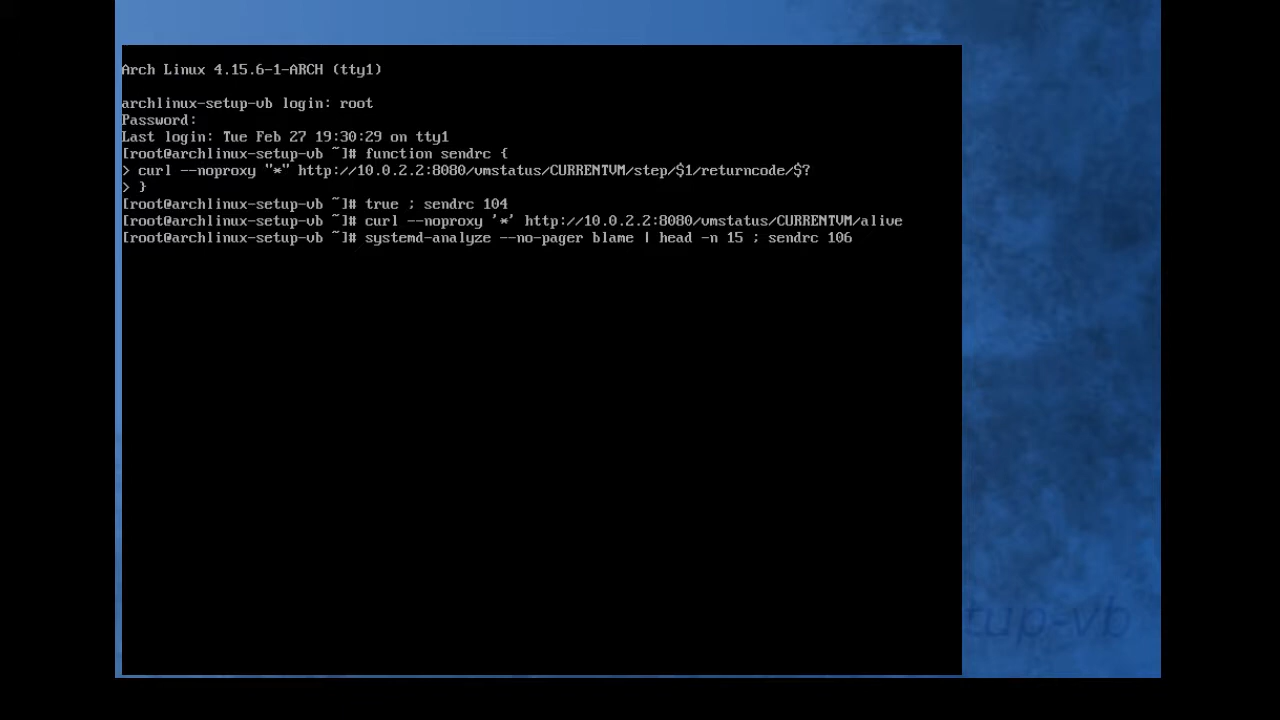 Arch Linux 4.15.6-1-ARCH (tty1)
archlinux-setup-vb login: root
Password:
Last login: Tue Feb 27 19:30:29 on tty1
[root@archlinux-setup-vb ~]# function sendrc {
> curl --noproxy "*" http://10.0.2.2:8080/vmstatus/CURRENTVM/step/$1/returncode/$?
> }
[root@archlinux-setup-vb ~]# true ; sendrc 104
[root@archlinux-setup-vb ~]# curl --noproxy '*' http://10.0.2.2:8080/vmstatus/CURRENTVM/alive
[root@archlinux-setup-vb ~]# systemd-analyze --no-pager blame | head -n 15 ; sendrc 106
tup-vb